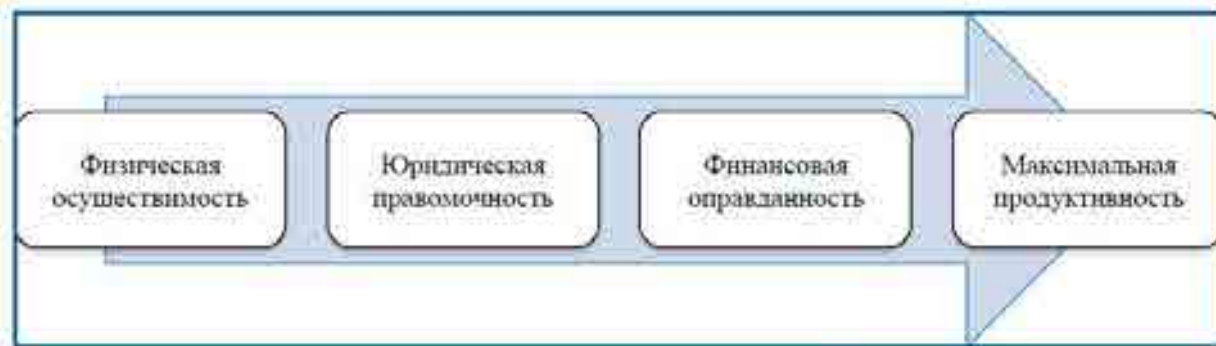 Физическая
осуществимость
Юридическая
правомочность
Финансовая
оправданность
Максимальная
продуктивность